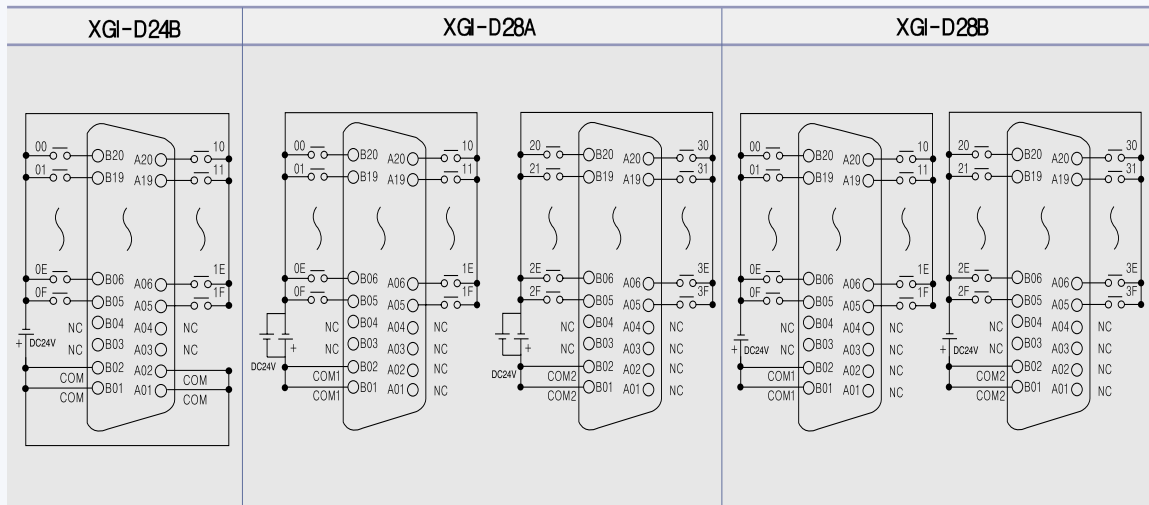 XGI-D24B
XGI-D28A
XGI-D28B
00 B20 A20 10
01 B19 A19 11
0E B06 A06 1E
0F B05 A05 1F
NC B04 A04 NC
+ DC24V NC B03 A03 NC
B02 A02
COM COM
B01 A01
COM COM
00 B20 A20 10
01 B19 A19 11
0E B06 A06 1E
0F B05 A05 1F
NC B04 A04 NC
+ NC B03 A03 NC
DC24V B02 A02 NC
COM1
B01 A01 NC
COM1
20 B20 A20 30
21 B19 A19 31
2E B06 A06 3E
2F B05 A05 3F
NC B04 A04 NC
+ NC B03 A03 NC
DC24V B02 A02 NC
COM2
B01 A01 NC
COM2
00 B20 A20 10
01 B19 A19 11
0E B06 A06 1E
0F B05 A05 1F
NC B04 A04 NC
+ DC24V NC B03 A03 NC
B02 A02 NC
COM1
B01 A01 NC
COM1
20 B20 A20 30
21 B19 A19 31
2E B06 A06 3E
2F B05 A05 3F
NC B04 A04 NC
+ DC24V NC B03 A03 NC
B02 A02 NC
COM2
B01 A01 NC
COM2